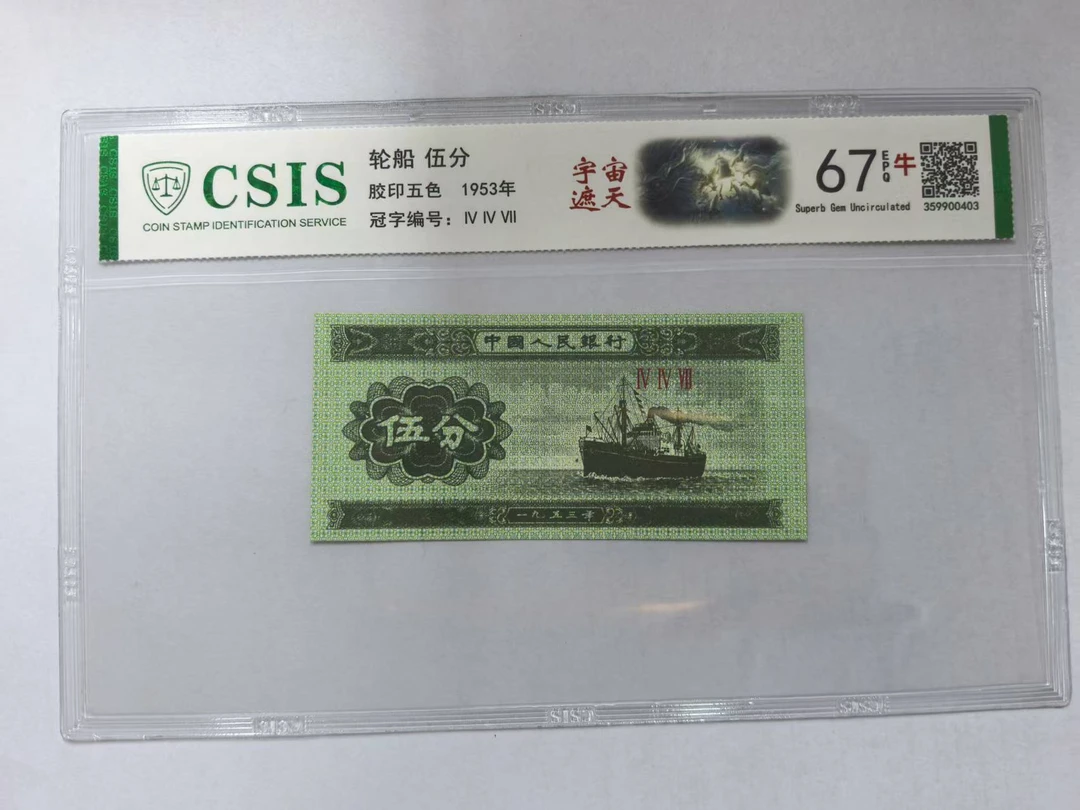 CSIS
COIN STAMP IDENTIFICATION SERVICE
轮船 伍分
胶印五色 1953年
冠字编号：Ⅳ Ⅳ Ⅶ
宇宙
遮天
67
EPQ
牛
Superb Gem Uncirculated
359900403
中國人民銀行
Ⅳ Ⅳ Ⅶ
伍分
一九五三年